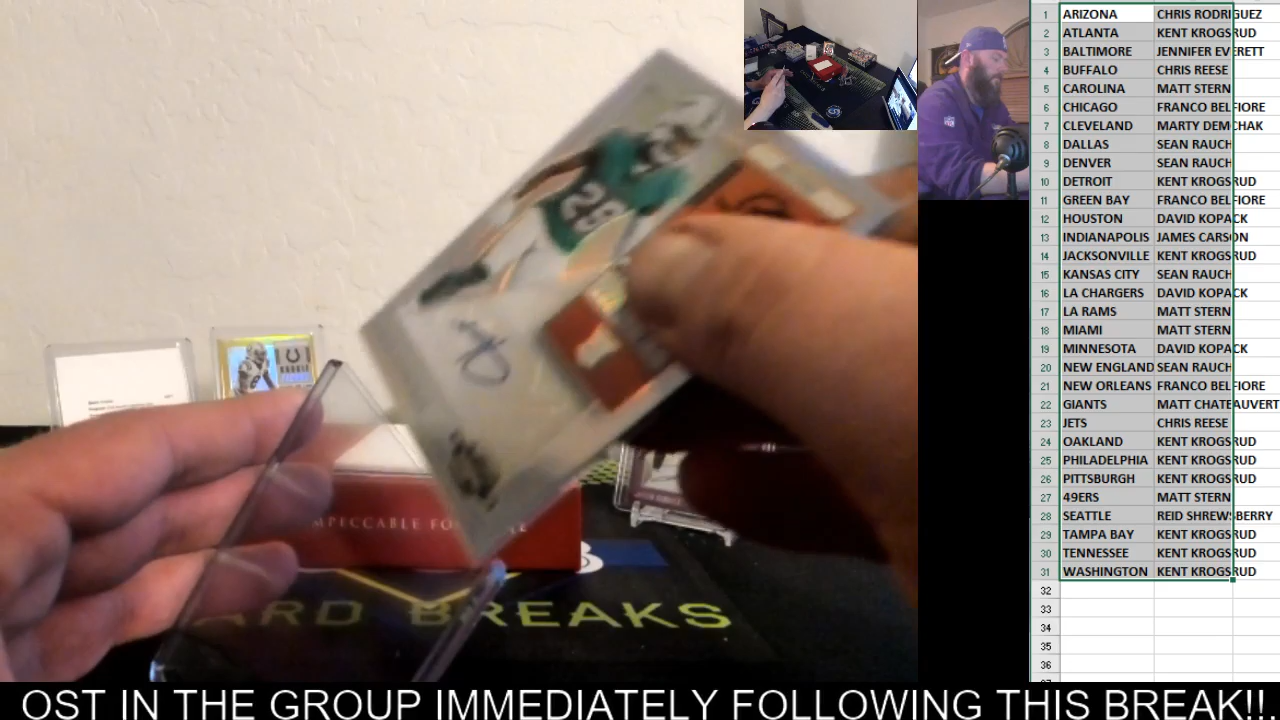 1 ARIZONA CHRIS RODRIGUEZ
2 ATLANTA KENT KROGSRUD
3 BALTIMORE JENNIFER EVERETT
4 BUFFALO CHRIS REESE
5 CAROLINA MATT STERN
6 CHICAGO FRANCO BELFIORE
7 CLEVELAND MARTY DEMCHAK
8 DALLAS SEAN RAUCH
9 DENVER SEAN RAUCH
10 DETROIT KENT KROGSRUD
11 GREEN BAY FRANCO BELFIORE
12 HOUSTON DAVID KOPACK
13 INDIANAPOLIS JAMES CARSON
14 JACKSONVILLE KENT KROGSRUD
15 KANSAS CITY SEAN RAUCH
16 LA CHARGERS DAVID KOPACK
17 LA RAMS MATT STERN
18 MIAMI MATT STERN
19 MINNESOTA DAVID KOPACK
20 NEW ENGLAND SEAN RAUCH
21 NEW ORLEANS FRANCO BELFIORE
22 GIANTS MATT CHATEAUVERT
23 JETS CHRIS REESE
24 OAKLAND KENT KROGSRUD
25 PHILADELPHIA KENT KROGSRUD
26 PITTSBURGH KENT KROGSRUD
27 49ERS MATT STERN
28 SEATTLE REID SHREWSBERRY
29 TAMPA BAY KENT KROGSRUD
30 TENNESSEE KENT KROGSRUD
31 WASHINGTON KENT KROGSRUD
32
33
34
35
36
28
MPECCABLE FO
ARD BREAKS
OST IN THE GROUP IMMEDIATELY FOLLOWING THIS BREAK!!